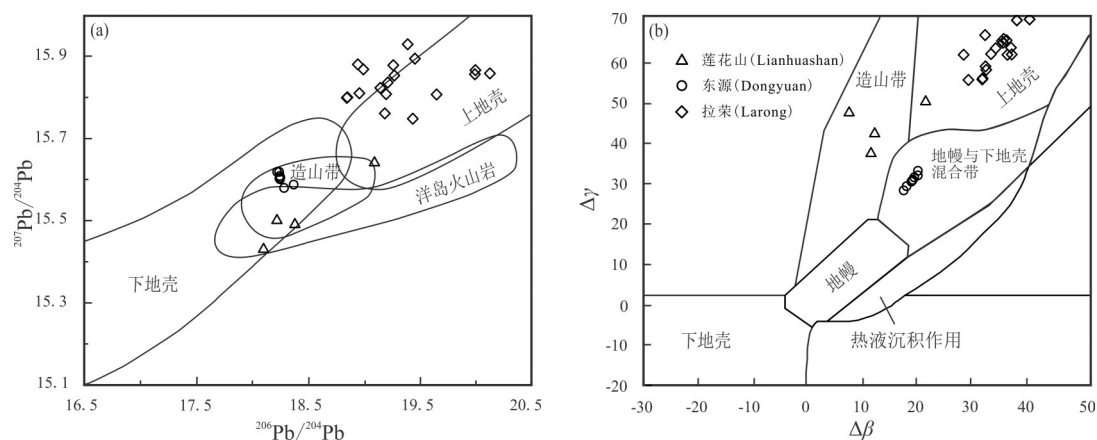 (a)
15.9
15.7
15.5
15.3
15.1
16.5
17.5
18.5
19.5
20.5
²⁰⁷Pb/²⁰⁴Pb
²⁰⁶Pb/²⁰⁴Pb
上地壳
造山带
洋岛火山岩
下地壳
(b)
莲花山(Lianhuashan)
东源(Dongyuan)
拉荣(Larong)
70
60
50
40
30
20
10
0
-10
-20
-30
-20
-10
0
10
20
30
40
50
Δγ
Δβ
造山带
上地壳
地幔与下地壳
混合带
地幔
下地壳
热液沉积作用